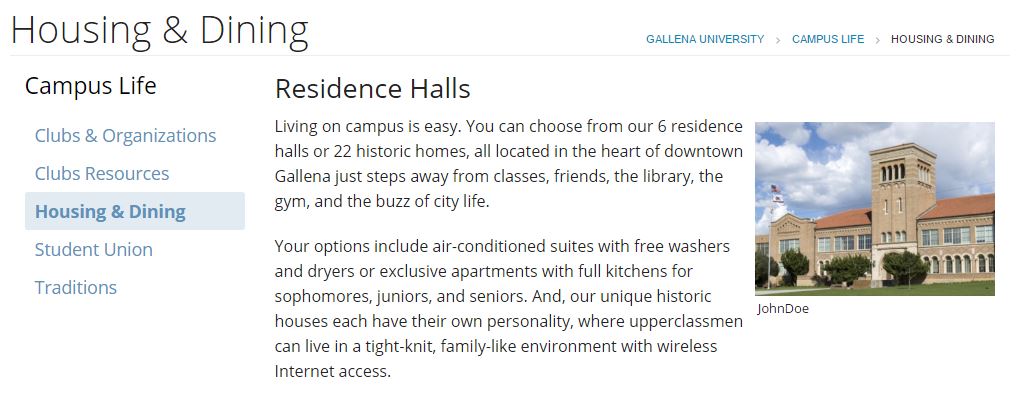 Housing & Dining
GALLENA UNIVERSITY > CAMPUS LIFE > HOUSING & DINING
Campus Life
Clubs & Organizations
Clubs Resources
Housing & Dining
Student Union
Traditions
Residence Halls
Living on campus is easy. You can choose from our 6 residence
halls or 22 historic homes, all located in the heart of downtown
Gallena just steps away from classes, friends, the library, the
gym, and the buzz of city life.
Your options include air-conditioned suites with free washers
and dryers or exclusive apartments with full kitchens for
sophomores, juniors, and seniors. And, our unique historic
houses each have their own personality, where upperclassmen
can live in a tight-knit, family-like environment with wireless
Internet access.
JohnDoe